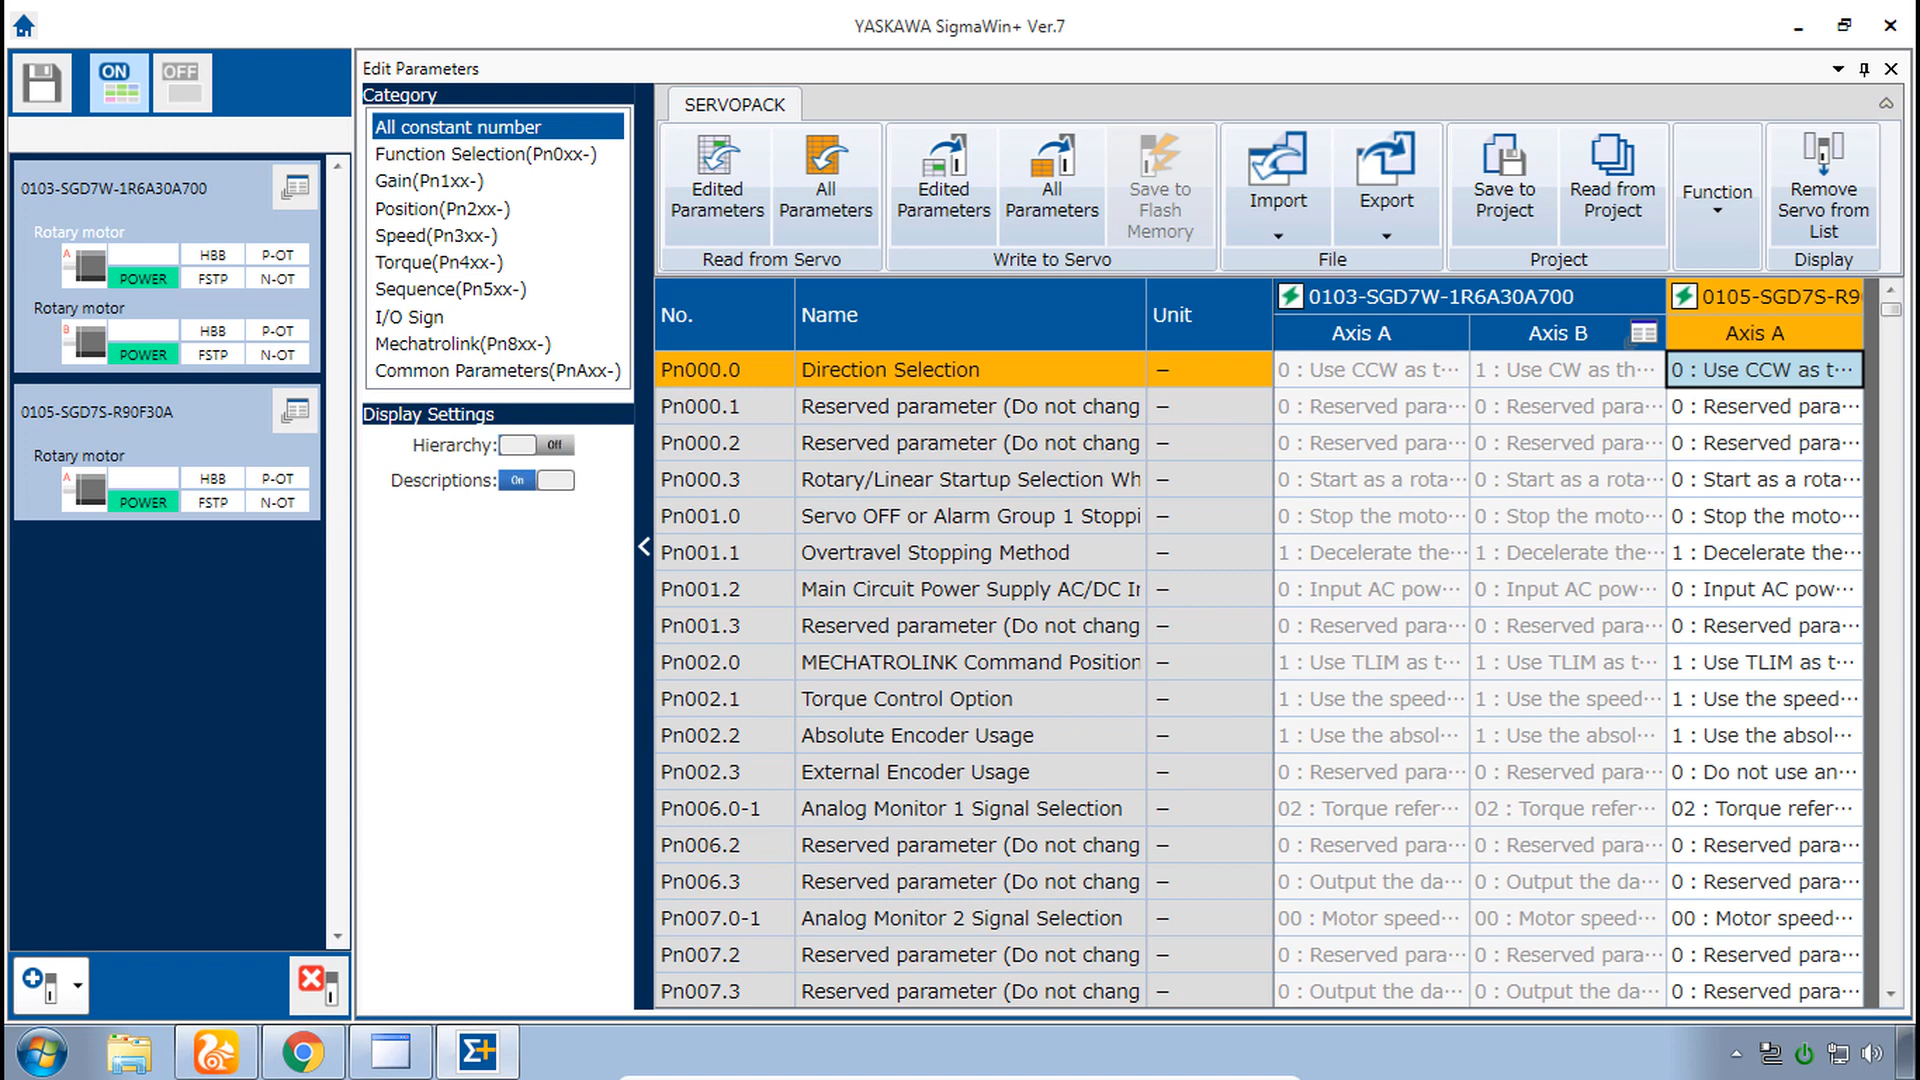 YASKAWA SigmaWin+ Ver.7
ON
OFF
0103-SGD7W-1R6A30A700
Rotary motor
A
HBB
P-OT
POWER
FSTP
N-OT
Rotary motor
B
HBB
P-OT
POWER
FSTP
N-OT
0105-SGD7S-R90F30A
Rotary motor
A
HBB
P-OT
POWER
FSTP
N-OT
Edit Parameters
Category
All constant number
Function Selection(Pn0xx-)
Gain(Pn1xx-)
Position(Pn2xx-)
Speed(Pn3xx-)
Torque(Pn4xx-)
Sequence(Pn5xx-)
I/O Sign
Mechatrolink(Pn8xx-)
Common Parameters(PnAxx-)
Display Settings
Hierarchy: Off
Descriptions: On
SERVOPACK
Edited Parameters
All Parameters
Read from Servo
Edited Parameters
All Parameters
Save to Flash Memory
Write to Servo
Import
Export
File
Save to Project
Read from Project
Project
Function
Remove Servo from List
Display
No. Name Unit 0103-SGD7W-1R6A30A700 0105-SGD7S-R9
Axis A Axis B Axis A
Pn000.0 Direction Selection – 0 : Use CCW as t··· 1 : Use CW as th··· 0 : Use CCW as t···
Pn000.1 Reserved parameter (Do not chang – 0 : Reserved para··· 0 : Reserved para··· 0 : Reserved para···
Pn000.2 Reserved parameter (Do not chang – 0 : Reserved para··· 0 : Reserved para··· 0 : Reserved para···
Pn000.3 Rotary/Linear Startup Selection Wh – 0 : Start as a rota··· 0 : Start as a rota··· 0 : Start as a rota···
Pn001.0 Servo OFF or Alarm Group 1 Stoppi – 0 : Stop the moto··· 0 : Stop the moto··· 0 : Stop the moto···
Pn001.1 Overtravel Stopping Method – 1 : Decelerate the··· 1 : Decelerate the··· 1 : Decelerate the···
Pn001.2 Main Circuit Power Supply AC/DC Ir – 0 : Input AC pow··· 0 : Input AC pow··· 0 : Input AC pow···
Pn001.3 Reserved parameter (Do not chang – 0 : Reserved para··· 0 : Reserved para··· 0 : Reserved para···
Pn002.0 MECHATROLINK Command Position – 1 : Use TLIM as t··· 1 : Use TLIM as t··· 1 : Use TLIM as t···
Pn002.1 Torque Control Option – 1 : Use the speed··· 1 : Use the speed··· 1 : Use the speed···
Pn002.2 Absolute Encoder Usage – 1 : Use the absol··· 1 : Use the absol··· 1 : Use the absol···
Pn002.3 External Encoder Usage – 0 : Reserved para··· 0 : Reserved para··· 0 : Do not use an···
Pn006.0-1 Analog Monitor 1 Signal Selection – 02 : Torque refer··· 02 : Torque refer··· 02 : Torque refer···
Pn006.2 Reserved parameter (Do not chang – 0 : Reserved para··· 0 : Reserved para··· 0 : Reserved para···
Pn006.3 Reserved parameter (Do not chang – 0 : Output the da··· 0 : Output the da··· 0 : Reserved para···
Pn007.0-1 Analog Monitor 2 Signal Selection – 00 : Motor speed··· 00 : Motor speed··· 00 : Motor speed···
Pn007.2 Reserved parameter (Do not chang – 0 : Reserved para··· 0 : Reserved para··· 0 : Reserved para···
Pn007.3 Reserved parameter (Do not chang – 0 : Output the da··· 0 : Output the da··· 0 : Reserved para···
Σ+